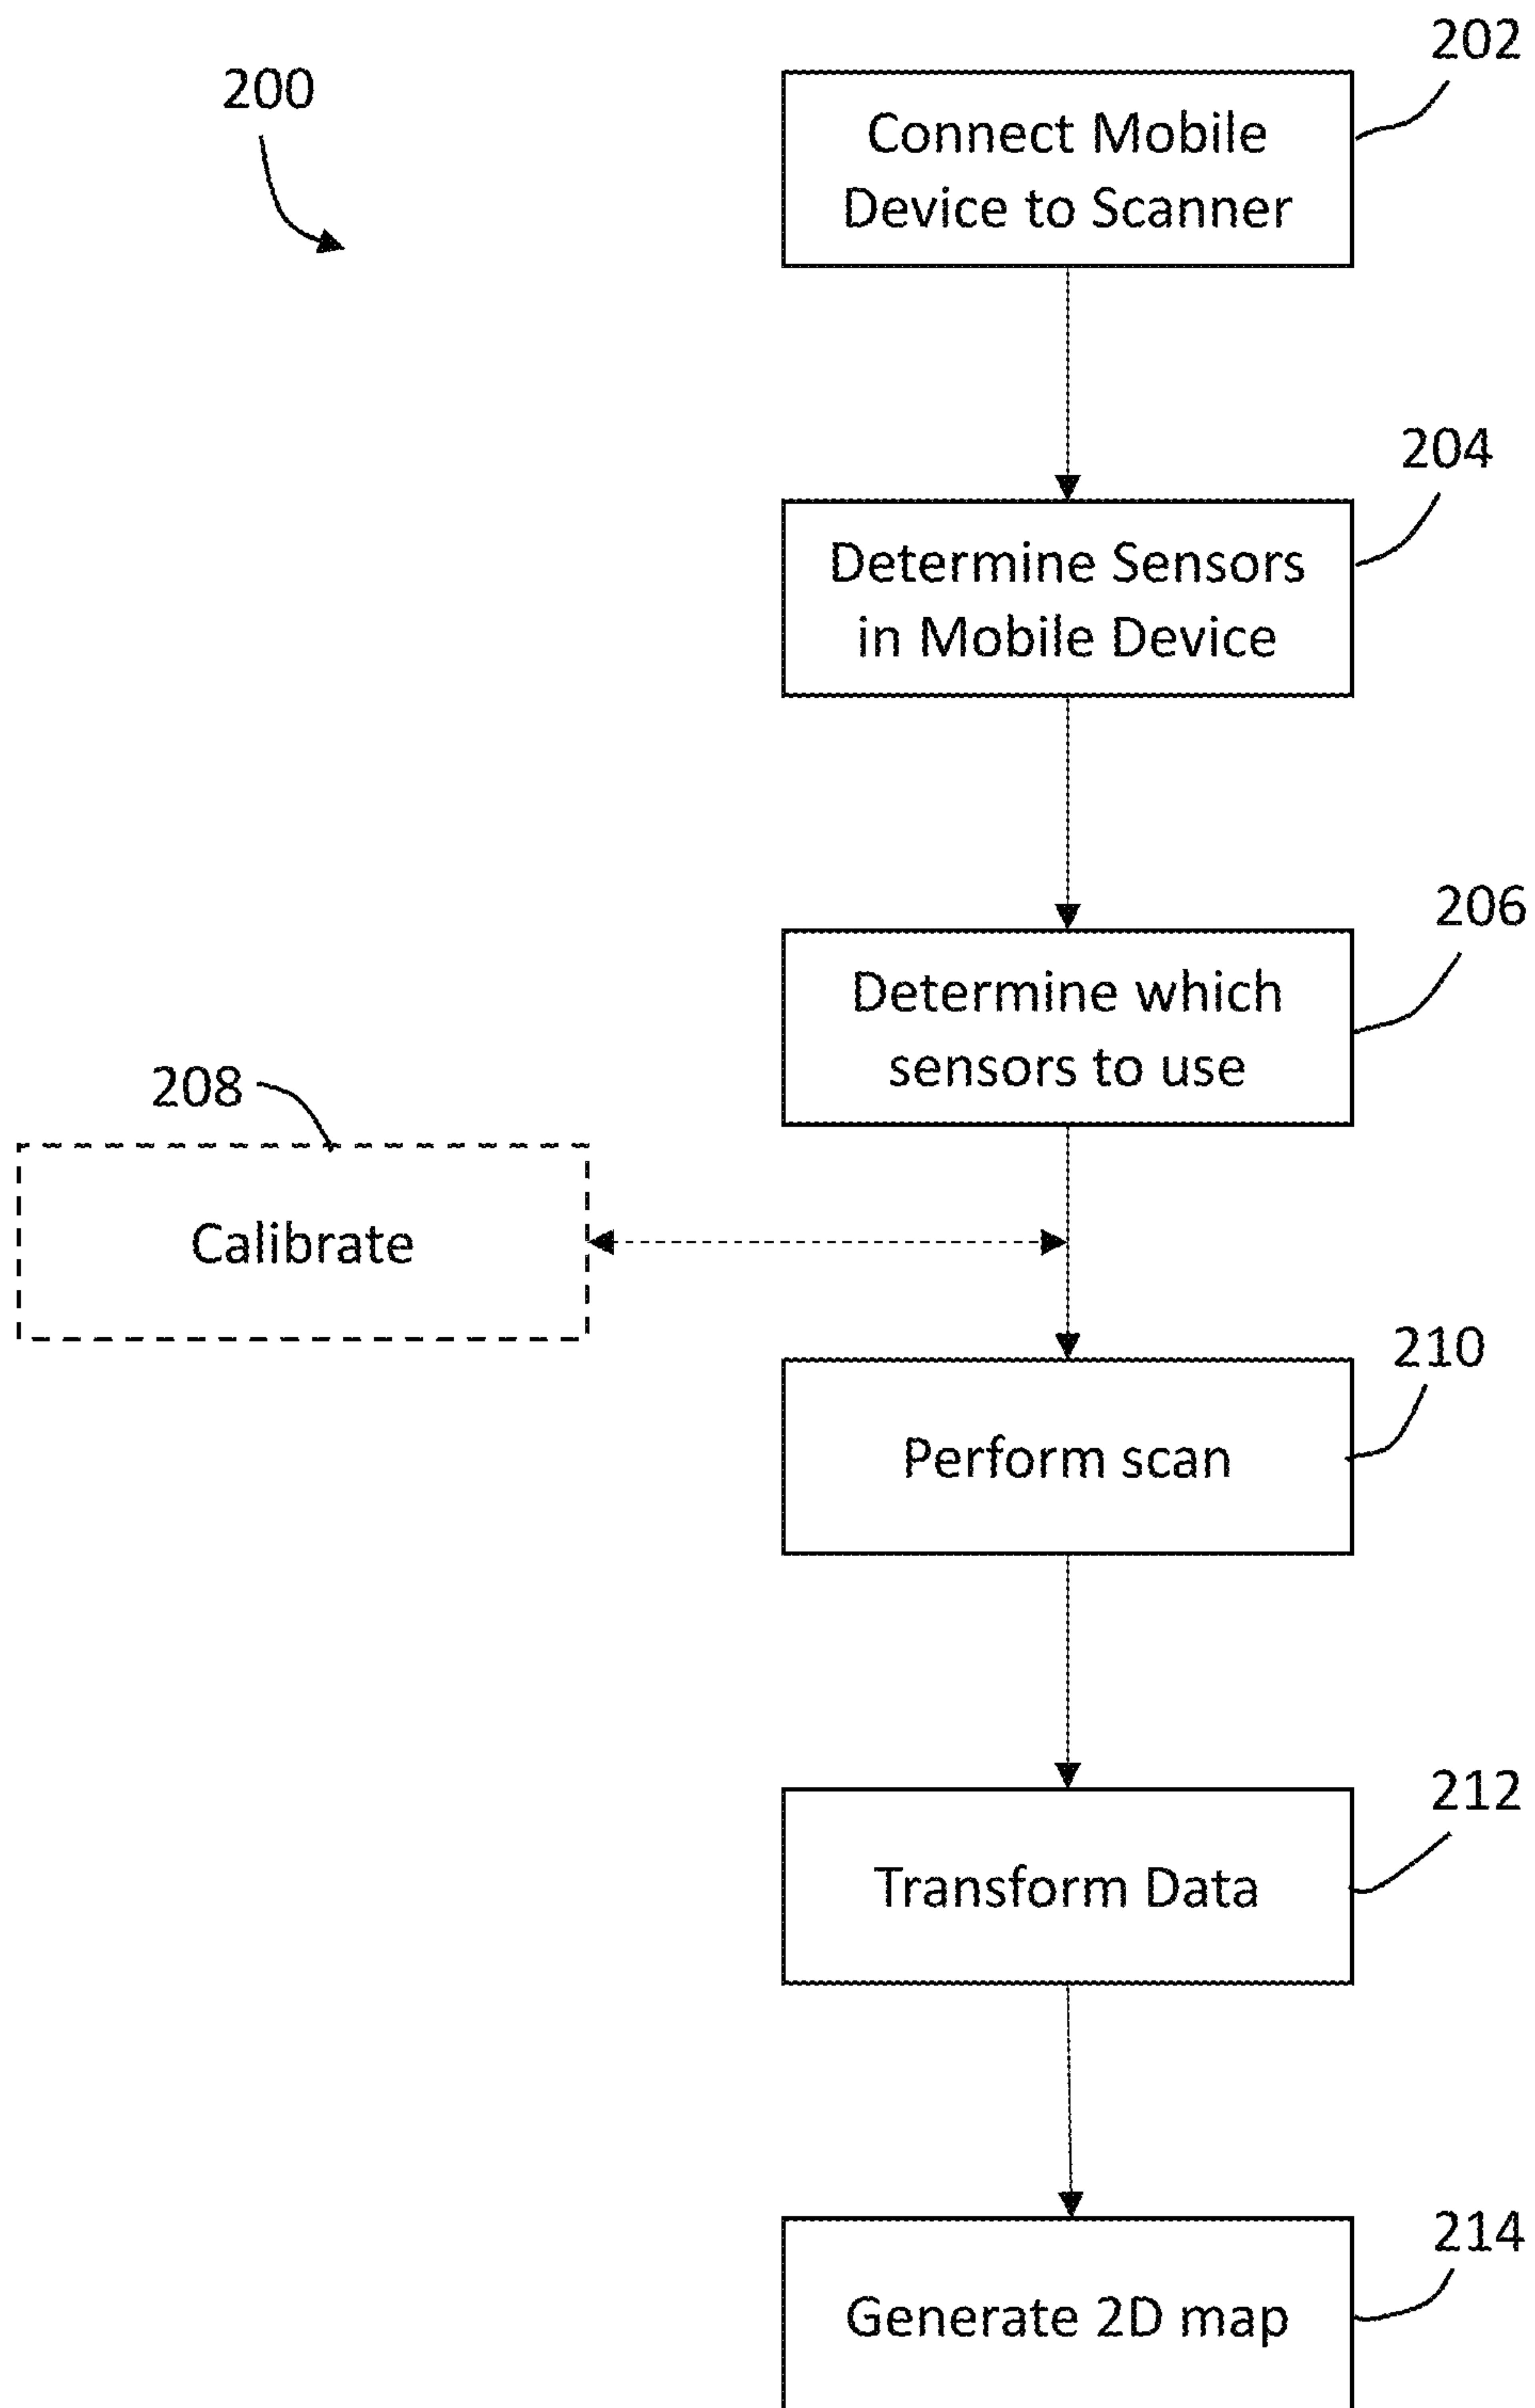 202
200
Connect Mobile
Device to Scanner
204
Determine Sensors
in Mobile Device
206
Determine which
sensors to use
208
Calibrate
210
Perform scan
212
Transform Data
214
Generate 2D map